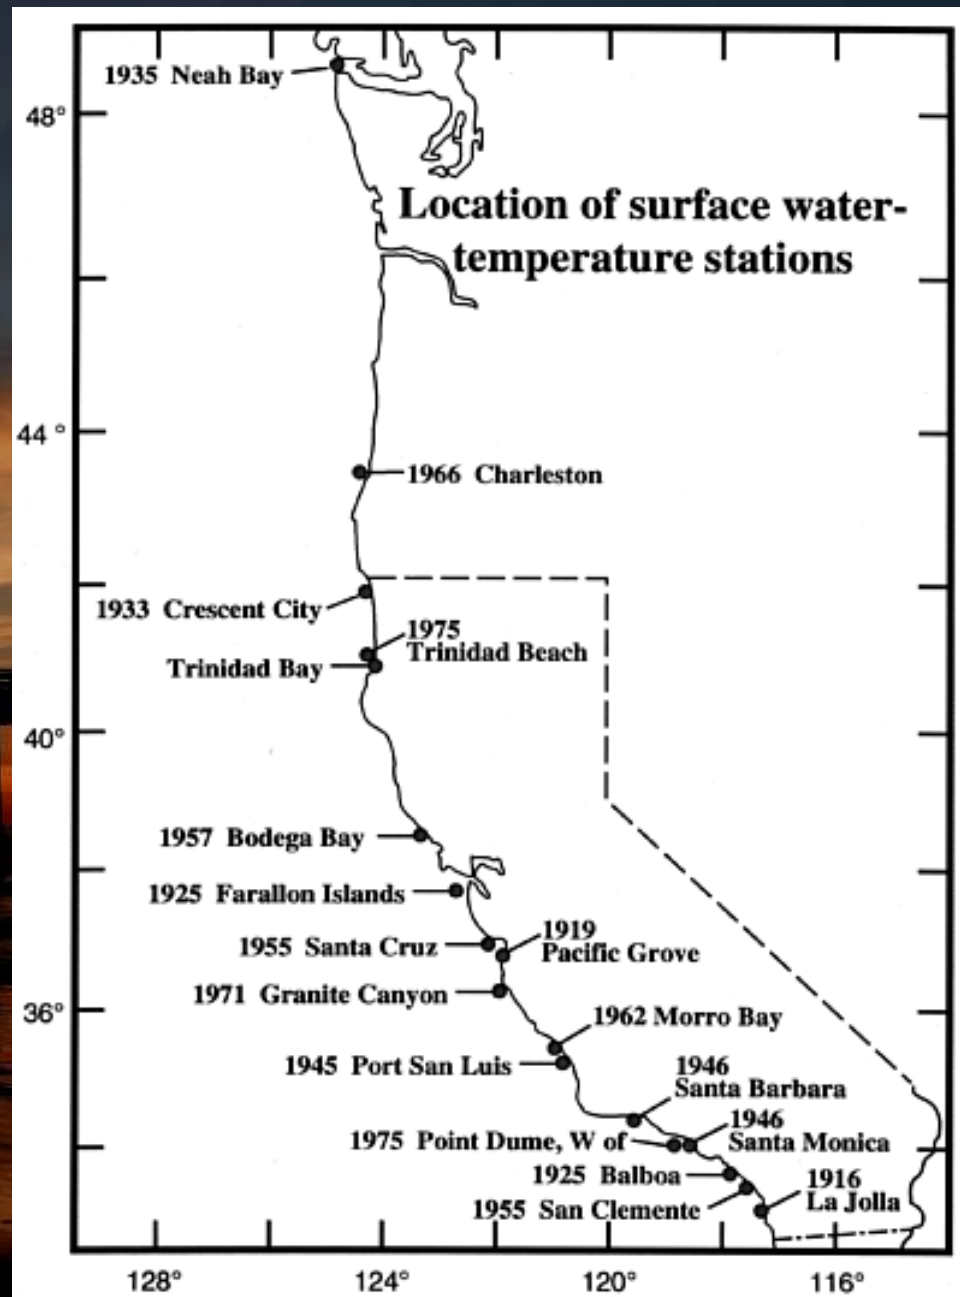 1935 Neah Bay
48°
Location of surface water-
temperature stations
44°
1966 Charleston
1933 Crescent City
1975
Trinidad Beach
Trinidad Bay
40°
1957 Bodega Bay
1925 Farallon Islands
1919
1955 Santa Cruz
Pacific Grove
1971 Granite Canyon
36°
1962 Morro Bay
1945 Port San Luis
1946
Santa Barbara
1946
1975 Point Dume, W of
Santa Monica
1925 Balboa
1916
La Jolla
1955 San Clemente
128°
124°
120°
116°